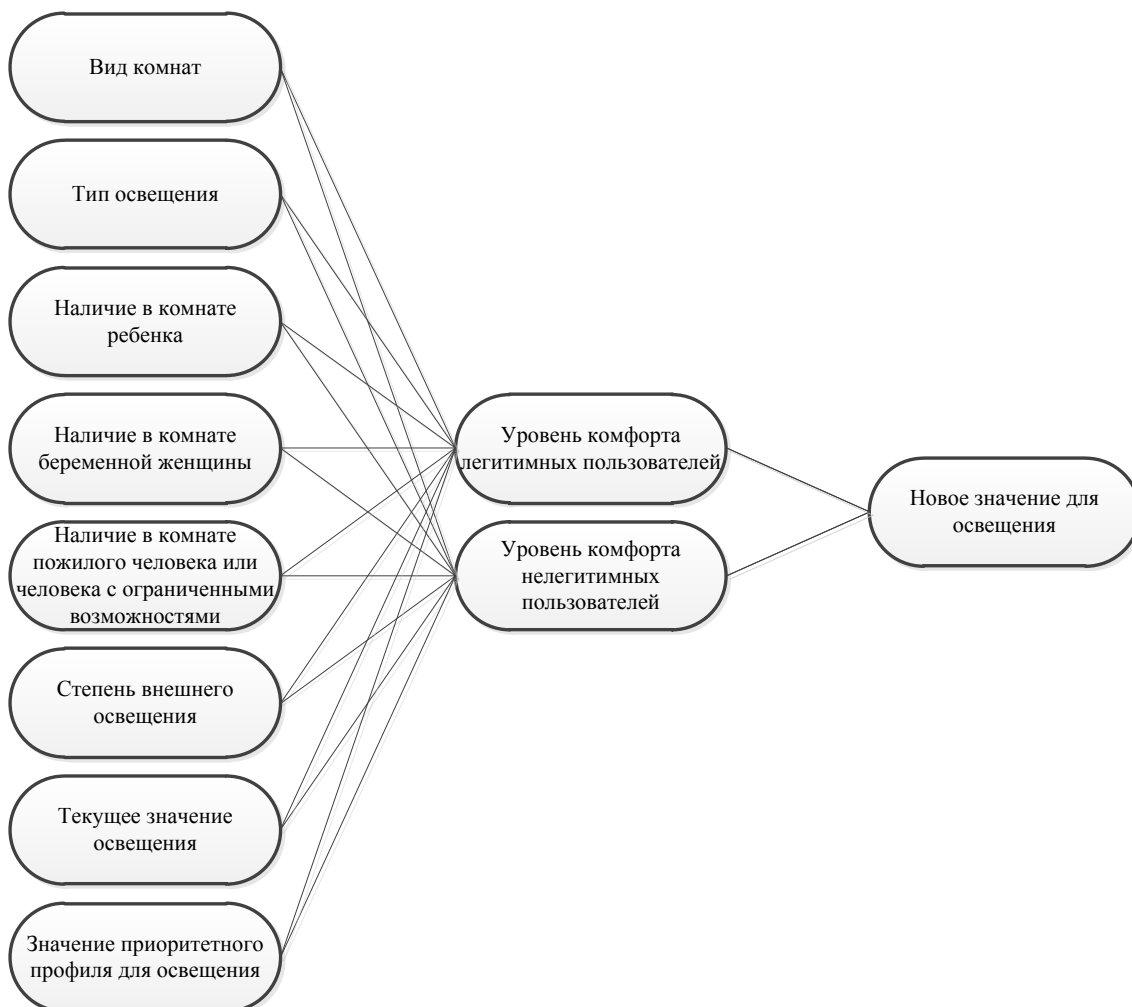 Вид комнат
Тип освещения
Наличие в комнате
ребенка
Наличие в комнате
беременной женщины
Наличие в комнате
пожилого человека или
человека с ограниченными
возможностями
Степень внешнего
освещения
Текущее значение
освещения
Значение приоритетного
профиля для освещения
Уровень комфорта
легитимных пользователей
Уровень комфорта
нелегитимных
пользователей
Новое значение для
освещения